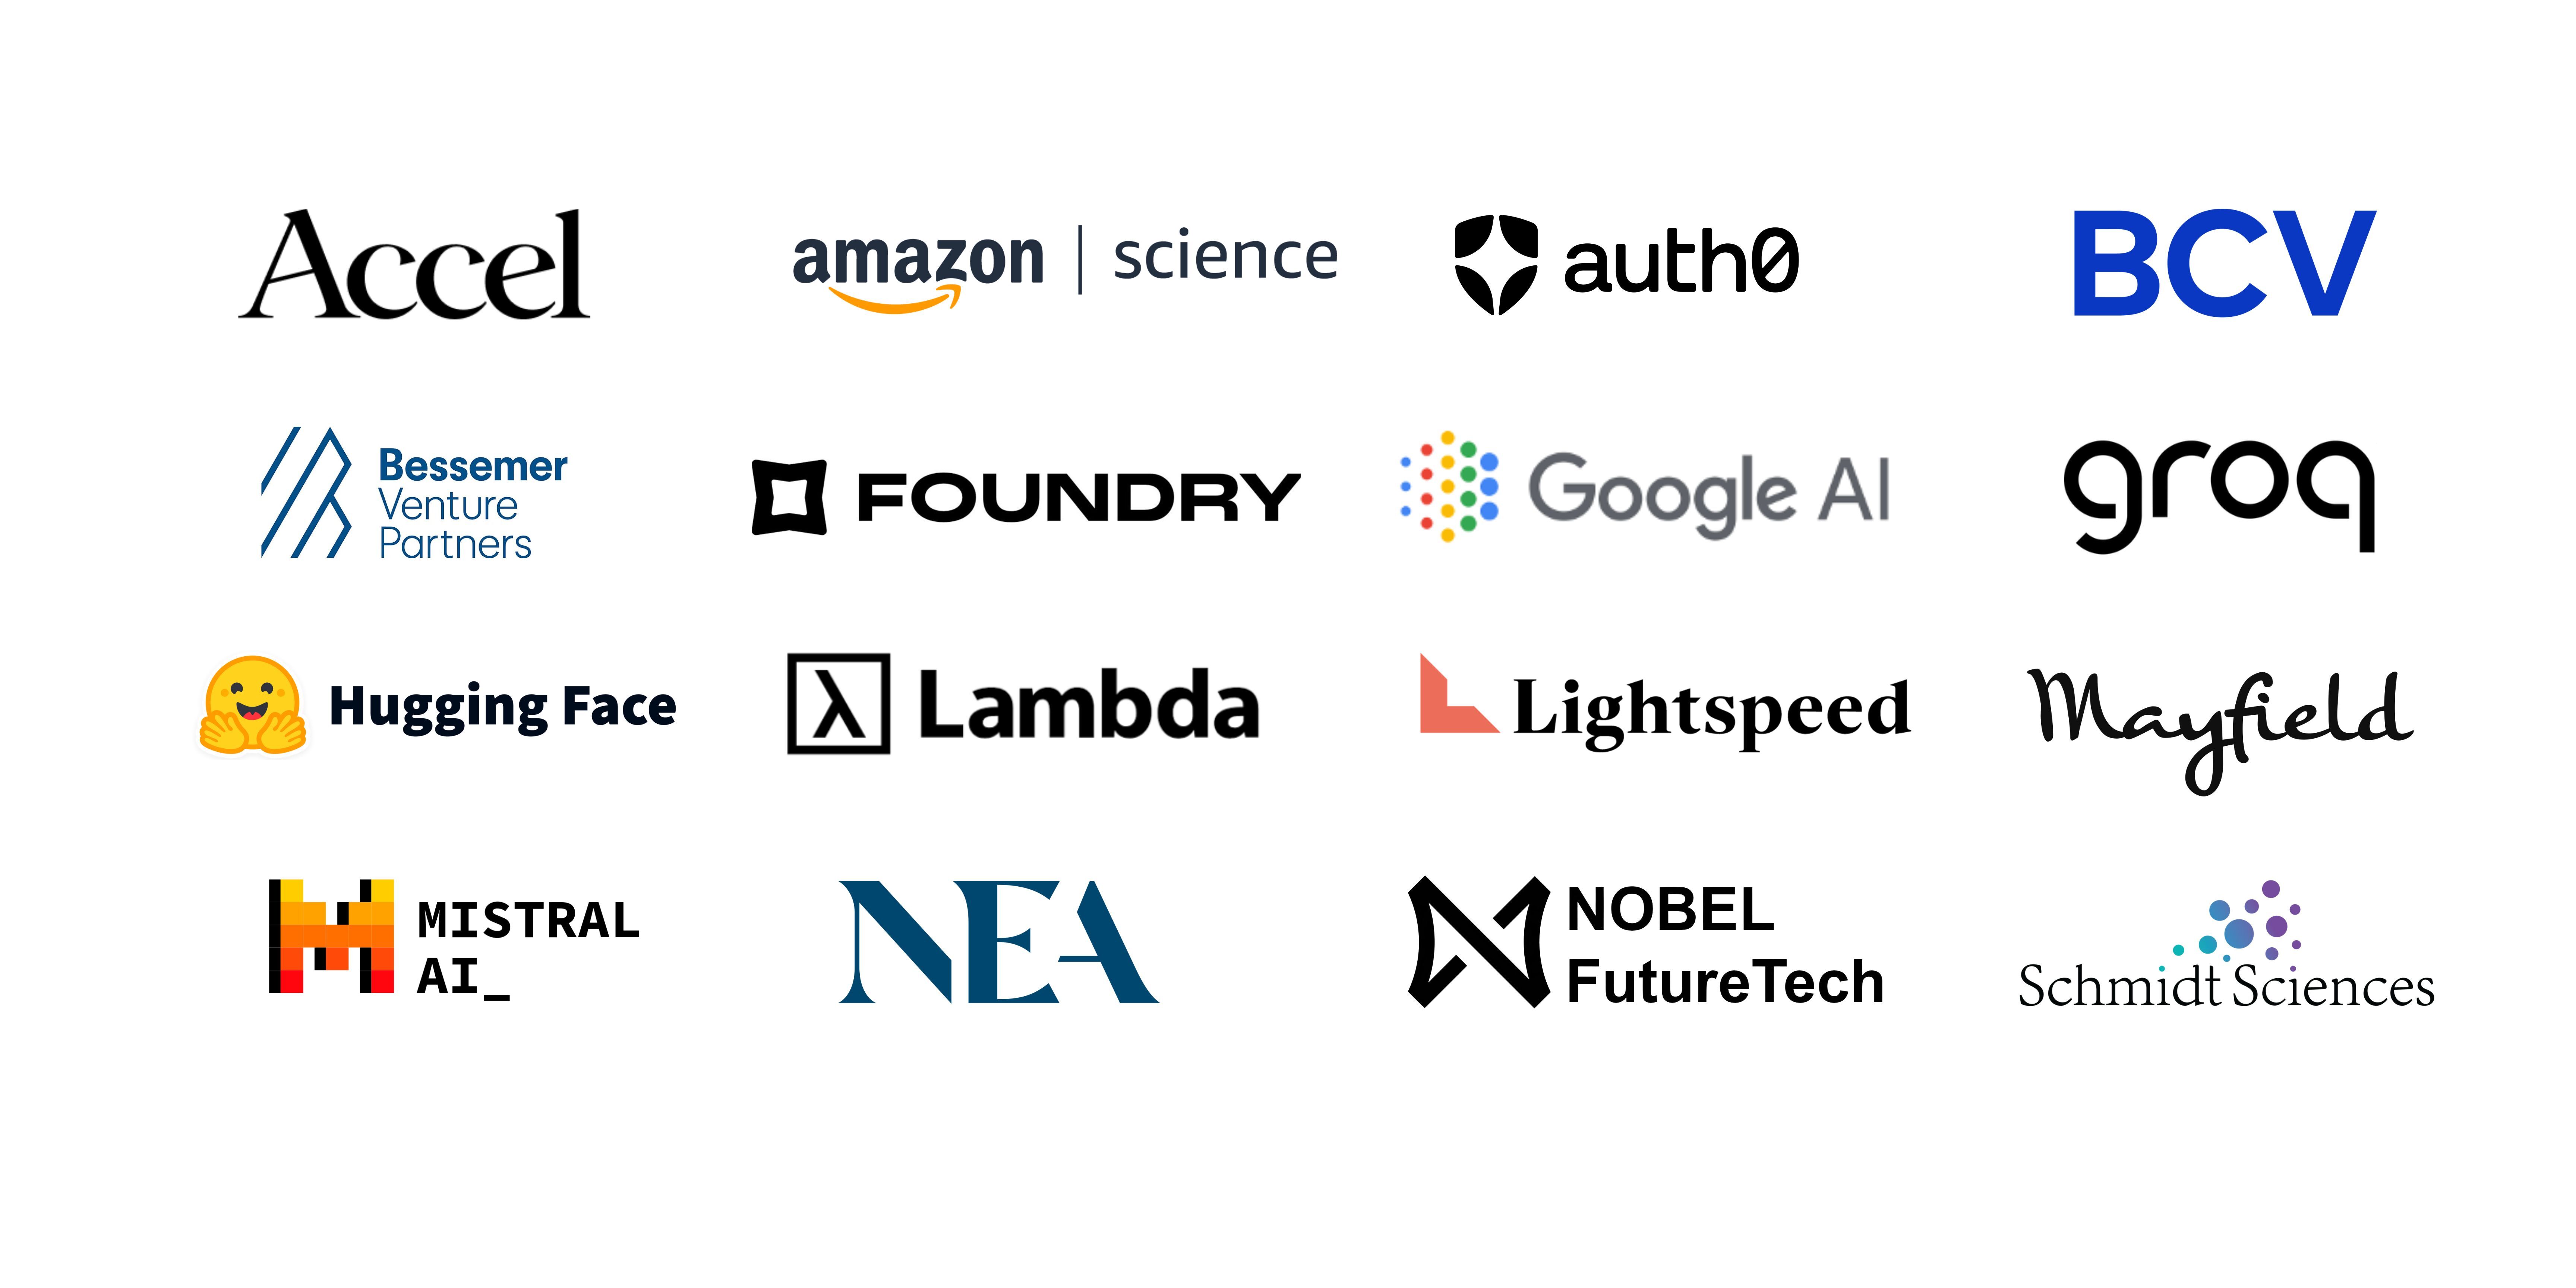 Accel
amazon | science
auth0
BCV
Bessemer
Venture
Partners
FOUNDRY
Google AI
groq
Hugging Face
λ Lambda
Lightspeed
Mayfield
MISTRAL
AI_
NEA
NOBEL
FutureTech
Schmidt Sciences